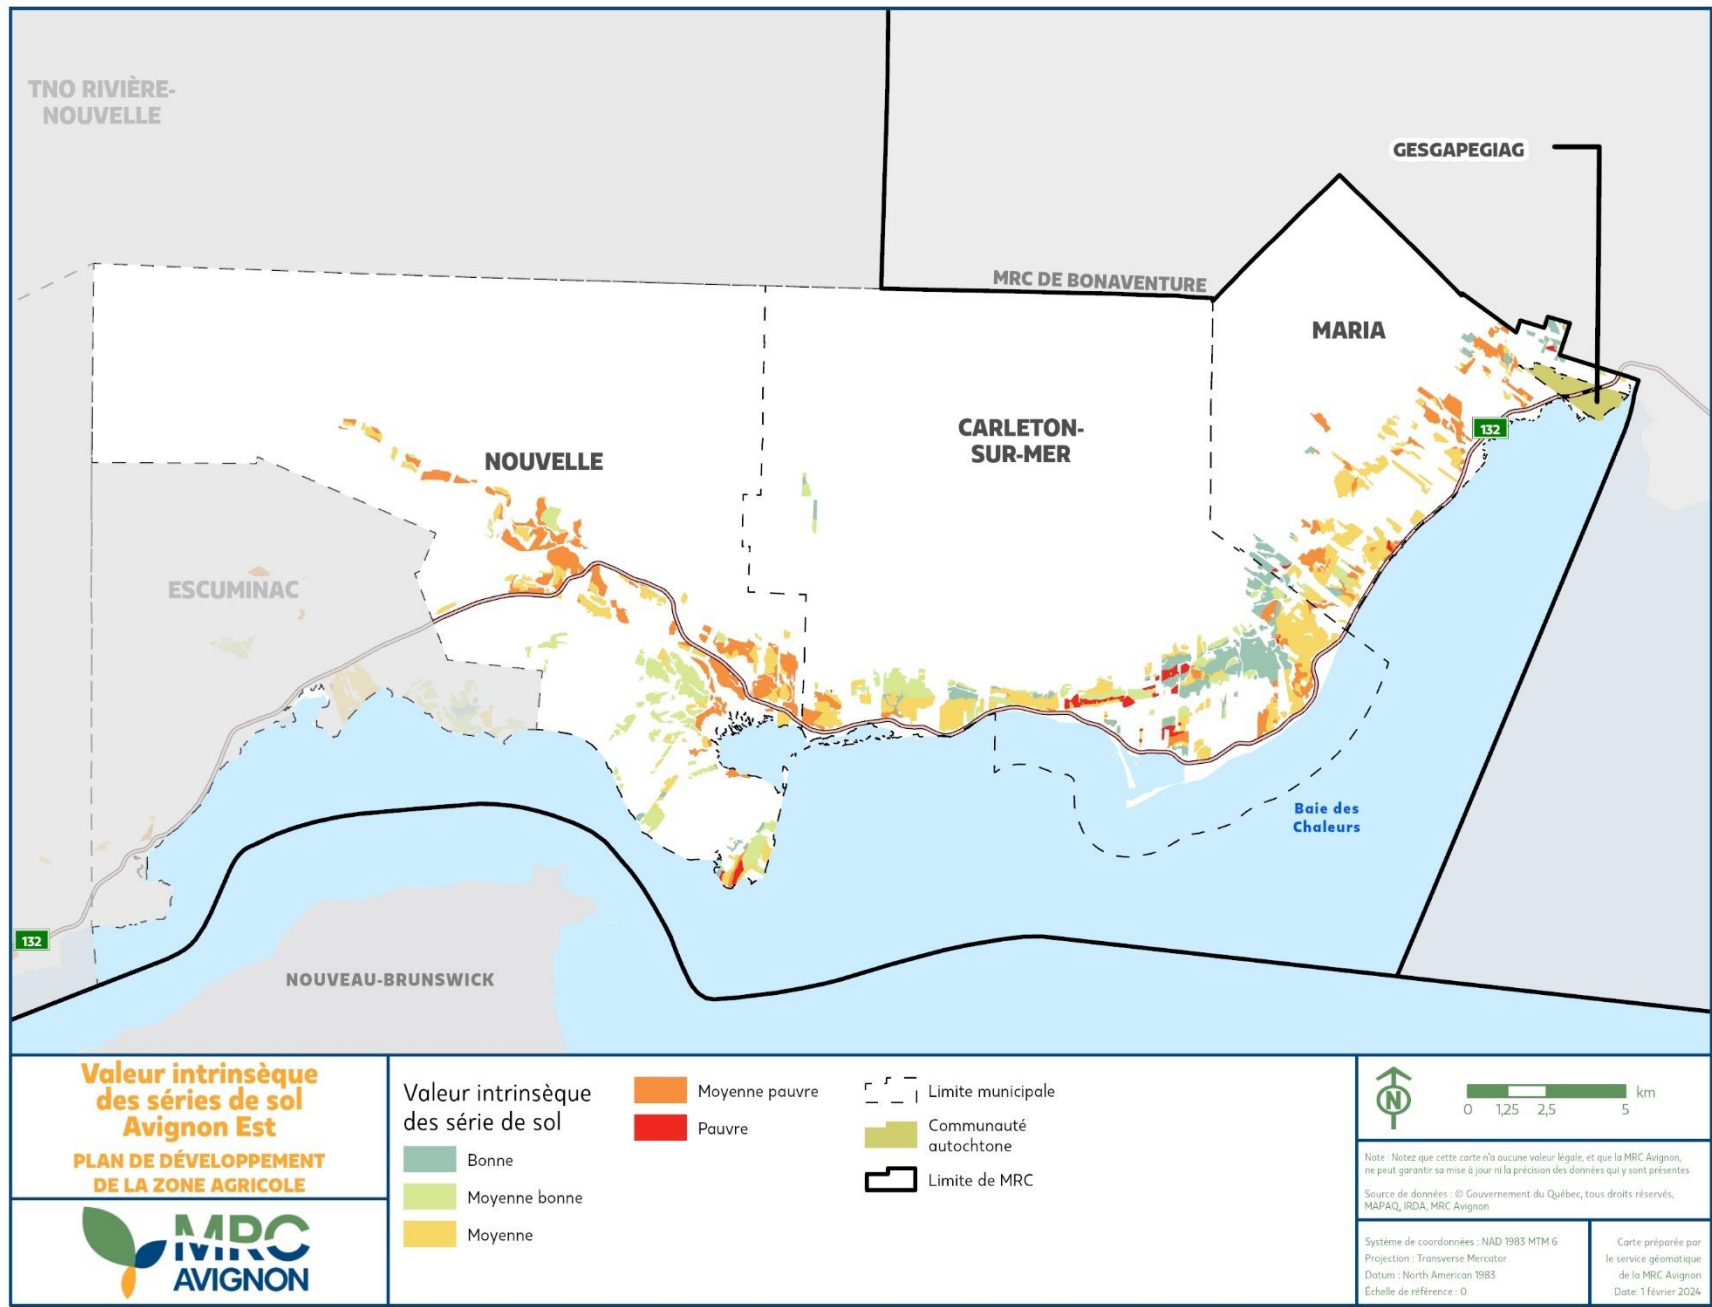 TNO RIVIÈRE-
NOUVELLE
GESGAPEGIAG
MRC DE BONAVENTURE
MARIA
CARLETON-
SUR-MER
132
NOUVELLE
ESCUMINAC
Baie des
Chaleurs
132
NOUVEAU-BRUNSWICK
Valeur intrinsèque
des séries de sol
Avignon Est
PLAN DE DÉVELOPPEMENT
DE LA ZONE AGRICOLE
MRC
AVIGNON
Valeur intrinsèque
des série de sol
Bonne
Moyenne bonne
Moyenne
Moyenne pauvre
Pauvre
Limite municipale
Communauté
autochtone
Limite de MRC
N
km
0 1,25 2,5 5
Note : Notez que cette carte n'a aucune valeur légale, et que la MRC Avignon,
ne peut garantir sa mise à jour ni la précision des données qui y sont présentes
Source de données : © Gouvernement du Québec, tous droits réservés,
MAPAQ, IRDA, MRC Avignon
Système de coordonnées : NAD 1983 MTM 6
Projection : Transverse Mercator
Datum : North American 1983
Échelle de référence : 0
Carte préparée par
le service géomatique
de la MRC Avignon
Date: 1 février 2024